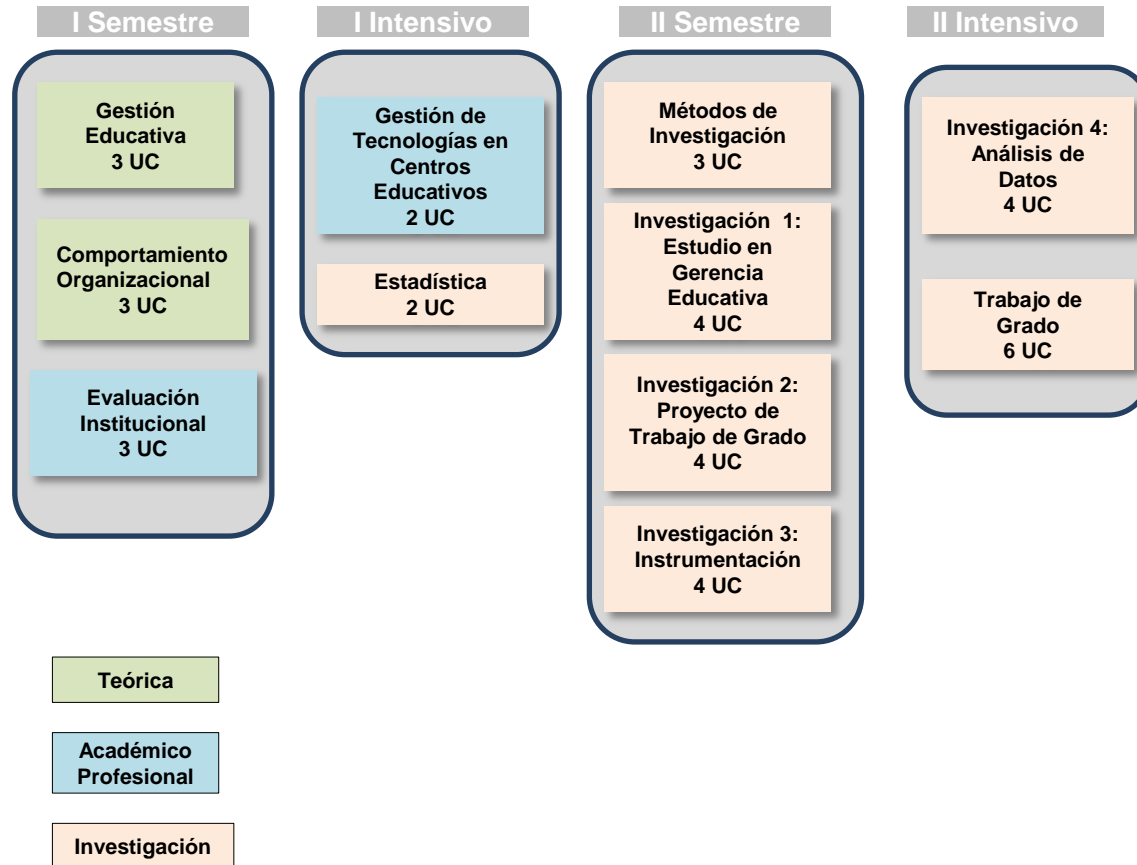 I Semestre
Gestión
Educativa
3 UC
Comportamiento
Organizacional
3 UC
Evaluación
Institucional
3 UC
I Intensivo
Gestión de
Tecnologías en
Centros
Educativos
2 UC
Estadística
2 UC
II Semestre
Métodos de
Investigación
3 UC
Investigación 1:
Estudio en
Gerencia
Educativa
4 UC
Investigación 2:
Proyecto de
Trabajo de Grado
4 UC
Investigación 3:
Instrumentación
4 UC
II Intensivo
Investigación 4:
Análisis de
Datos
4 UC
Trabajo de
Grado
6 UC
Teórica
Académico
Profesional
Investigación